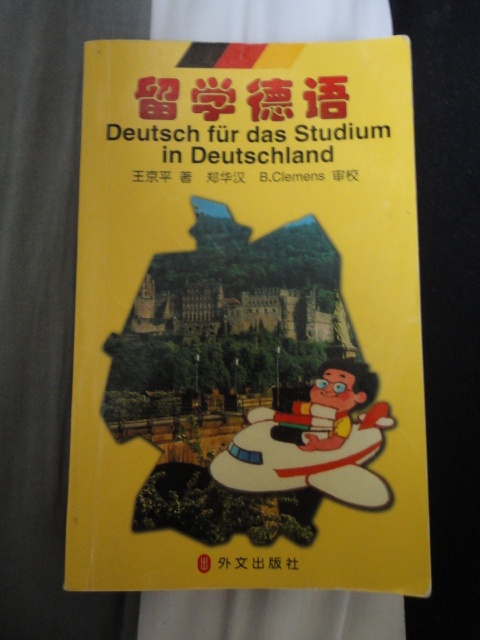 留学德语
Deutsch für das Studium
in Deutschland
王京平 著 郑华汉 B.Clemens 审校
外文出版社